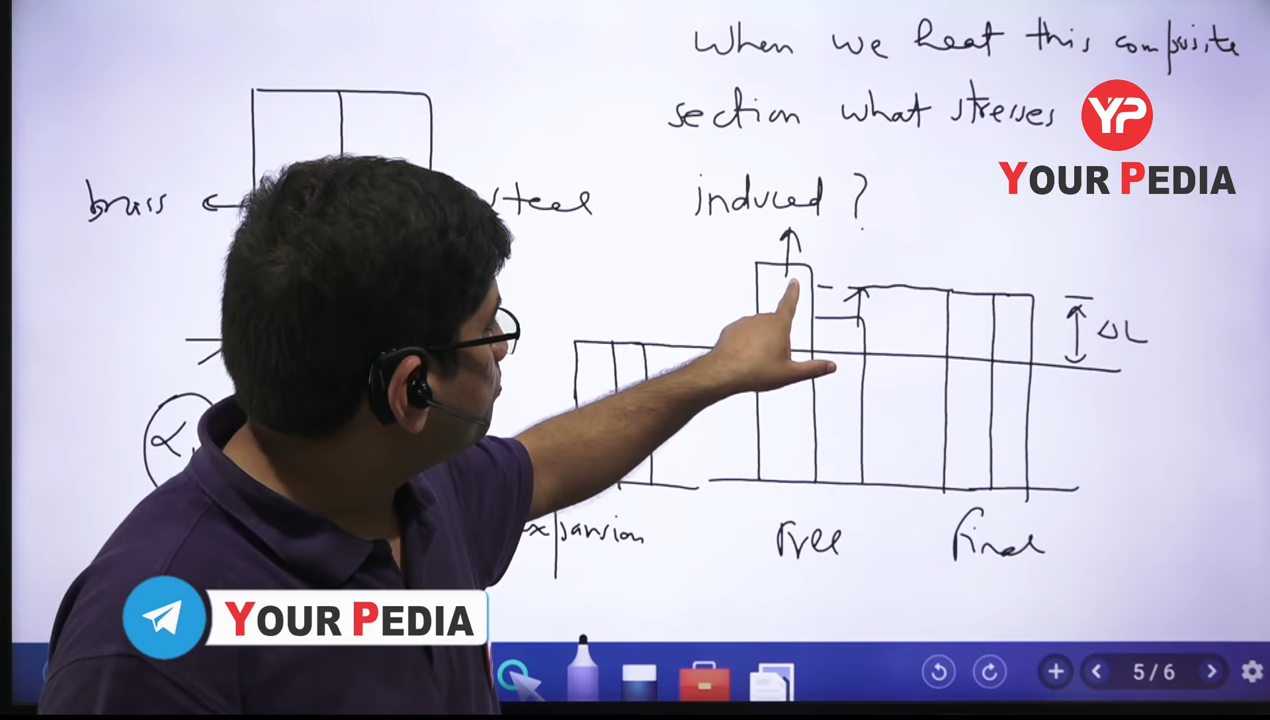 When we heat this composite
section what stresses
YP
YOUR PEDIA
brass
steel
induced ?
ΔL
α
expansion
Free
Final
YOUR PEDIA
5/6